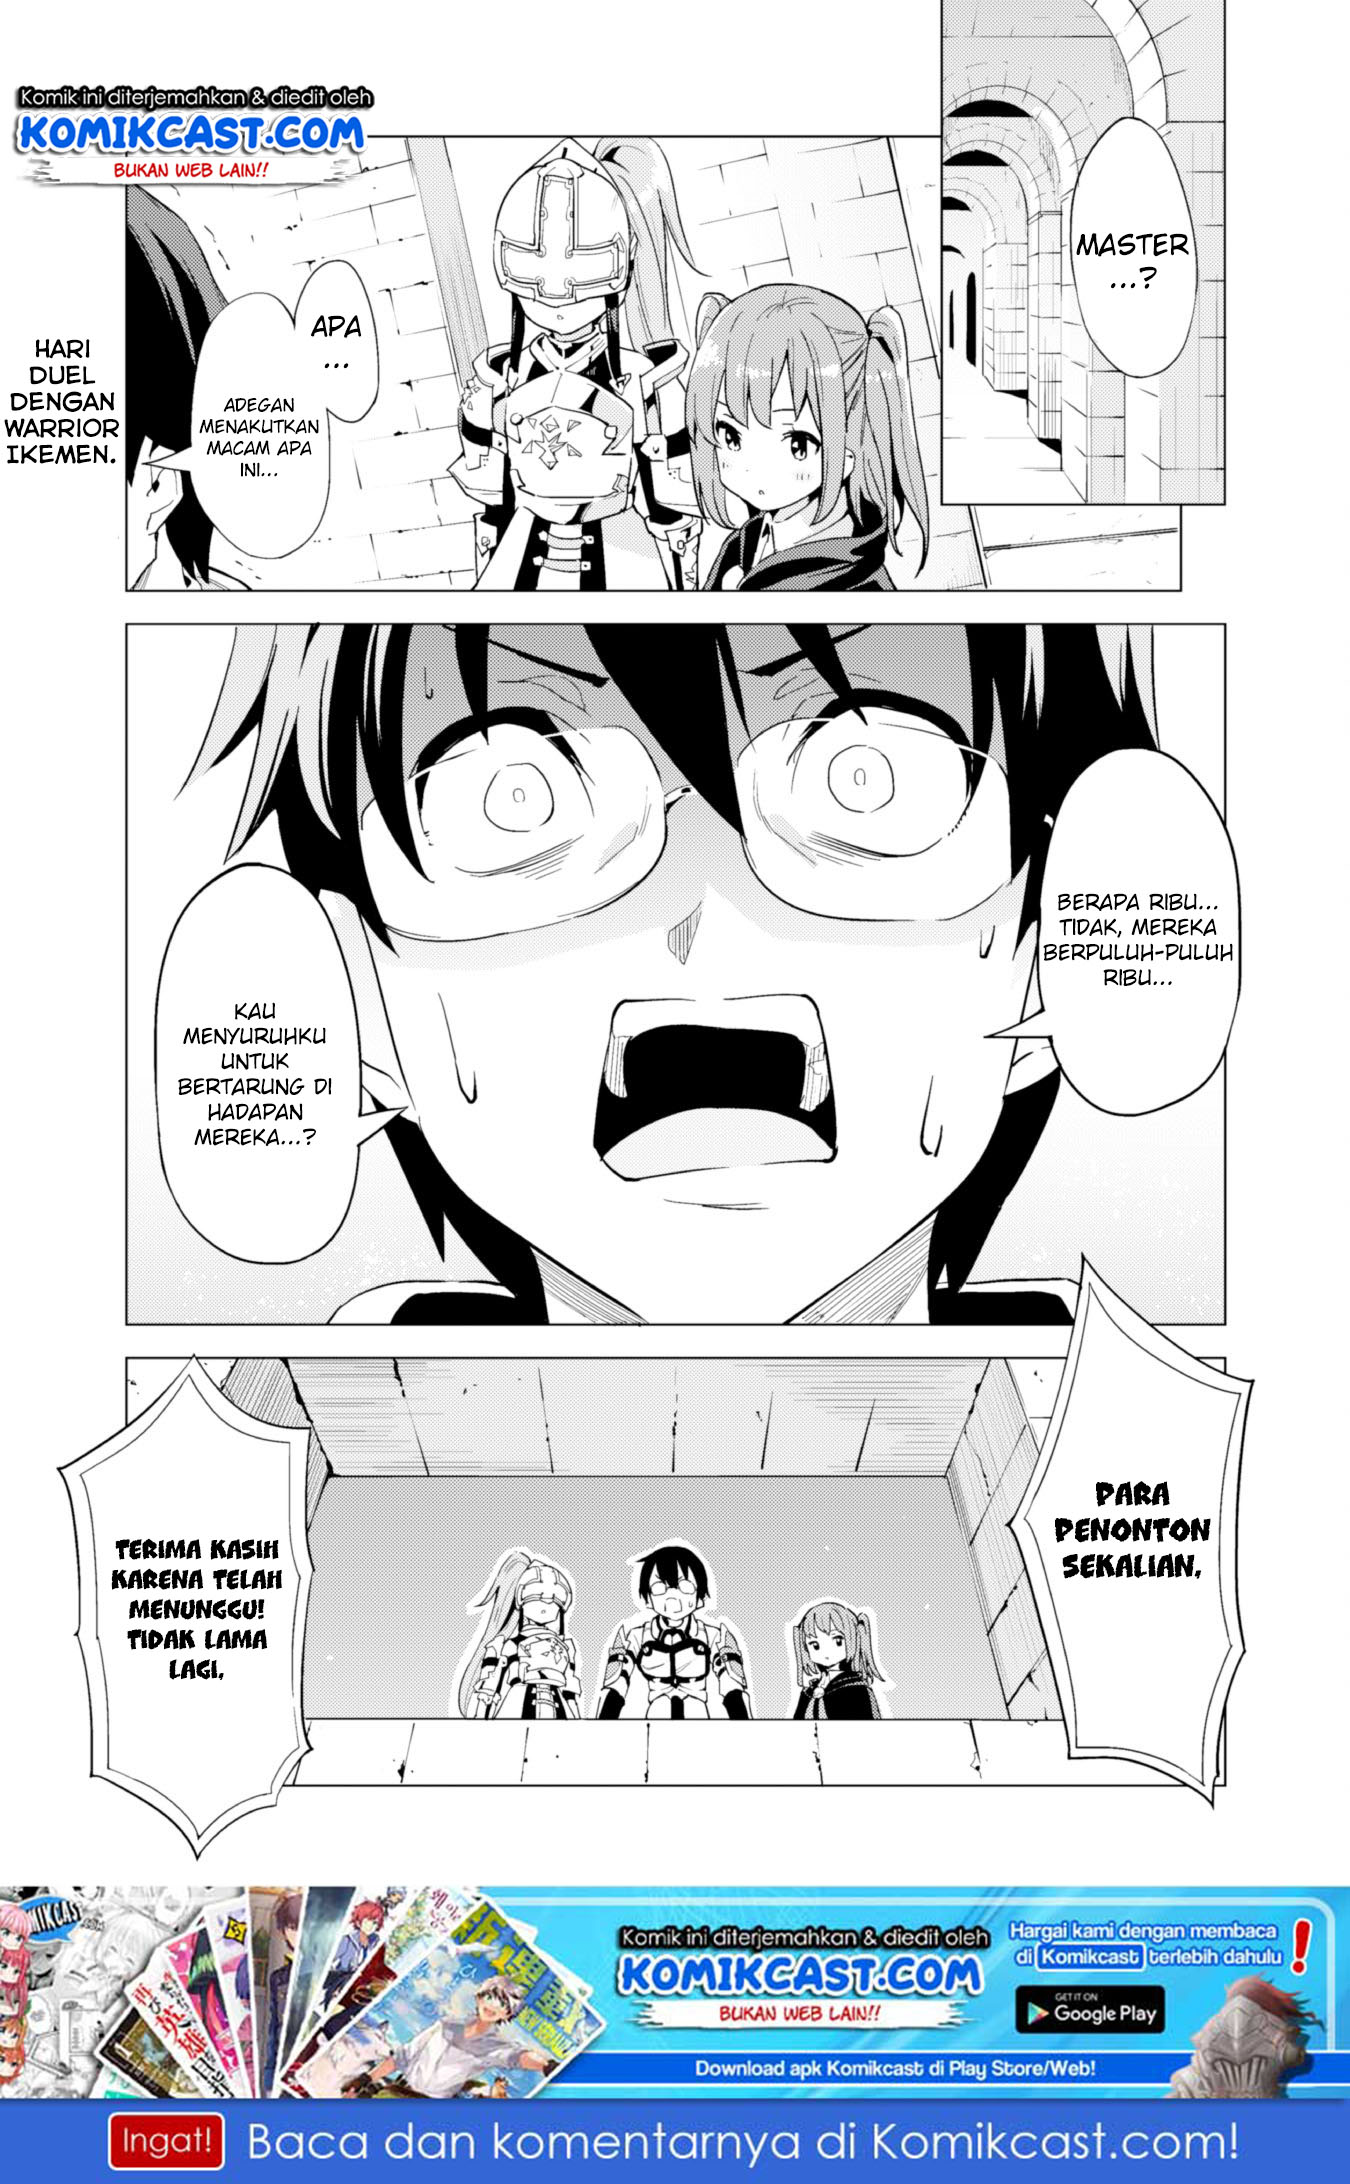 Komik ini diterjemahkan & diedit oleh
KOMIKCAST.COM
BUKAN WEB LAIN!!
MASTER
...?
APA
...
ADEGAN
MENAKUTKAN
MACAM APA
INI...
HARI
DUEL
DENGAN
WARRIOR
IKEMEN.
BERAPA RIBU...
TIDAK, MEREKA
BERPULUH-PULUH
RIBU...
KAU
MENYURUHKU
UNTUK
BERTARUNG DI
HADAPAN
MEREKA...?
PARA
PENONTON
SEKALIAN,
TERIMA KASIH
KARENA TELAH
MENUNGGU!
TIDAK LAMA
LAGI,
Komik ini diterjemahkan & diedit oleh
KOMIKCAST.COM
BUKAN WEB LAIN!!
Hargai kami dengan membaca
di Komikcast terlebih dahulu !
GET IT ON
Google Play
Download apk Komikcast di Play Store/Web!
Ingat! Baca dan komentarnya di Komikcast.com!